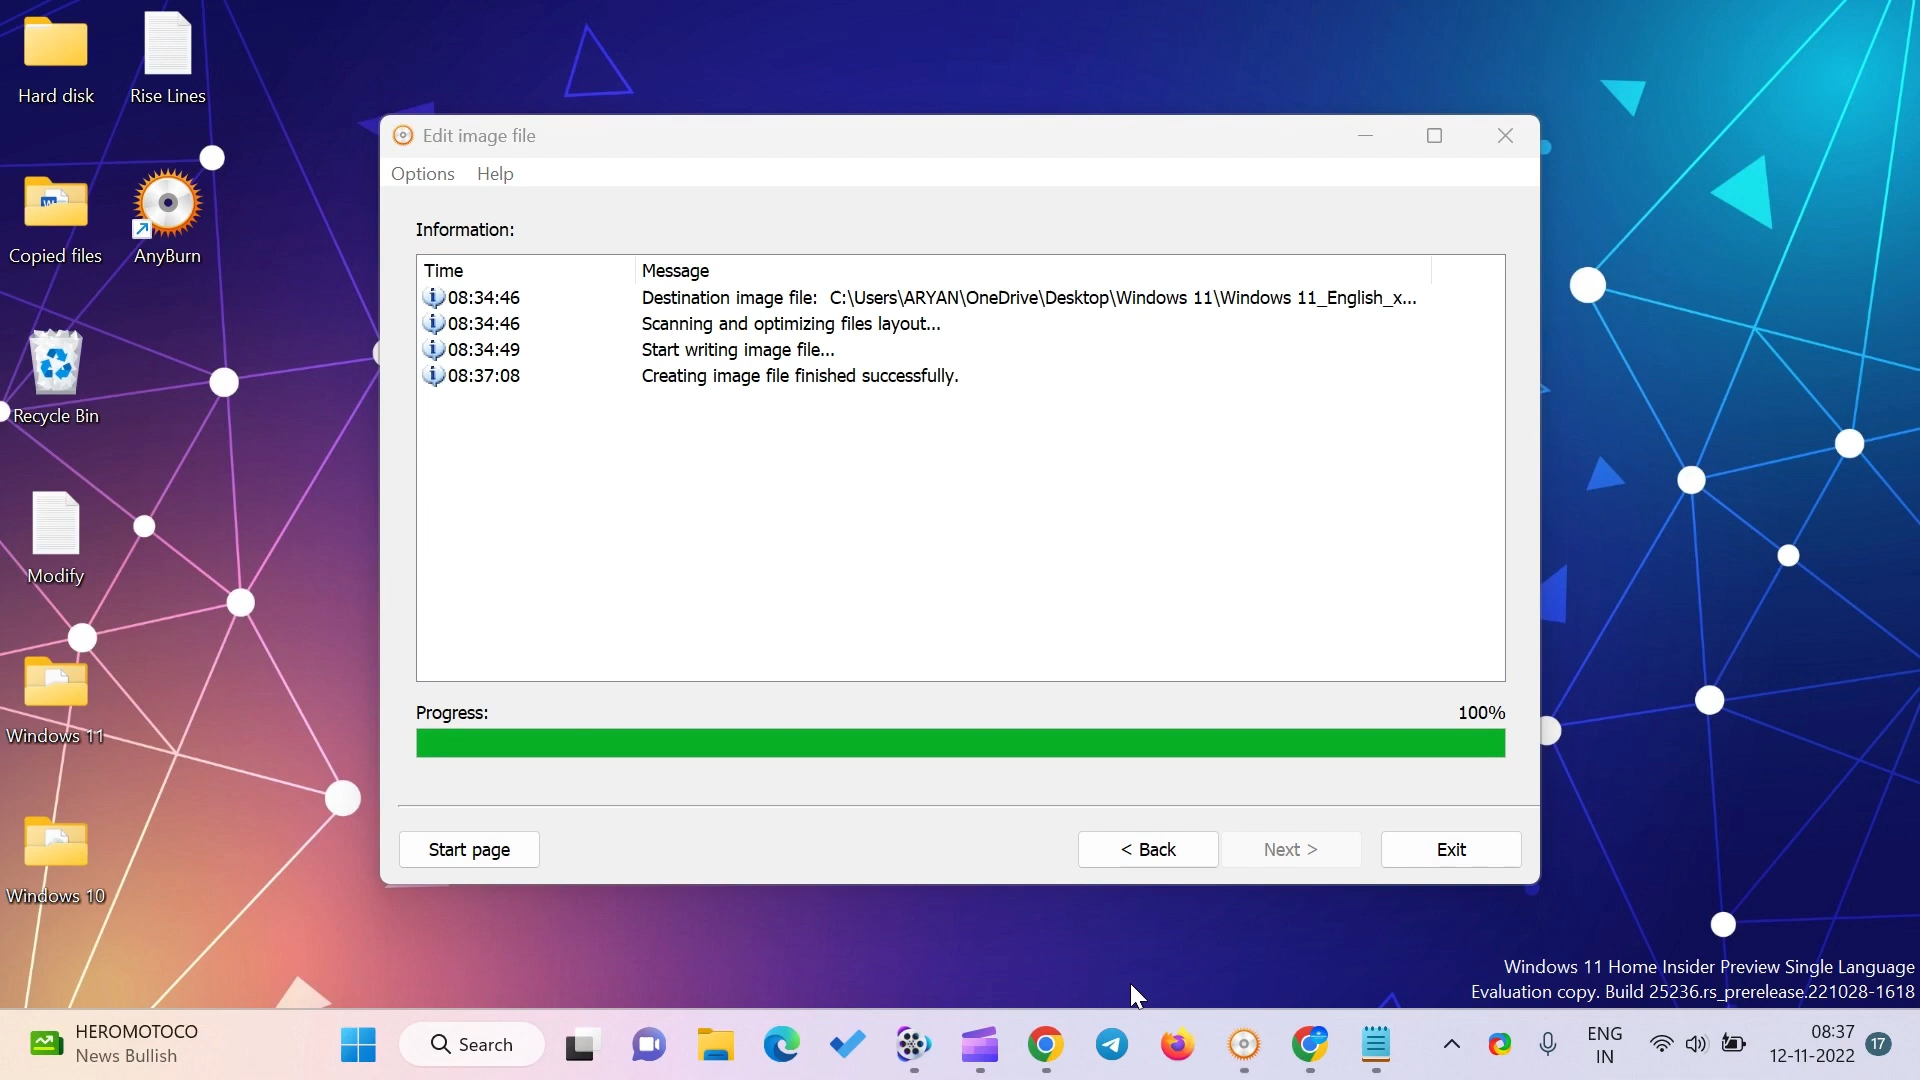 Hard disk
Rise Lines
Copied files
AnyBurn
Recycle Bin
Modify
Windows 11
Windows 10
Edit image file
Options Help
Information:
Time Message
08:34:46 Destination image file: C:\Users\ARYAN\OneDrive\Desktop\Windows 11\Windows 11_English_x...
08:34:46 Scanning and optimizing files layout...
08:34:49 Start writing image file...
08:37:08 Creating image file finished successfully.
Progress: 100%
Start page < Back Next > Exit
Windows 11 Home Insider Preview Single Language
Evaluation copy. Build 25236.rs_prerelease.221028-1618
HEROMOTOCO
News Bullish
Search
ENG
IN
08:37
12-11-2022
17